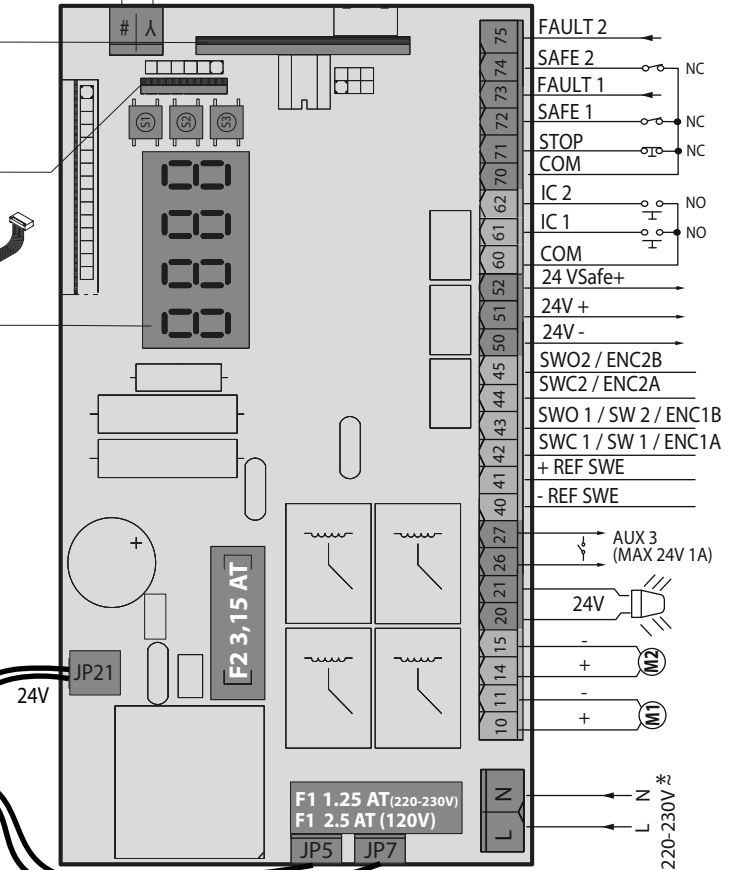 # Y
75 FAULT 2
74 SAFE 2 NC
73 FAULT 1
72 SAFE 1 NC
71 STOP NC
70 COM
62 IC 2 NO
61 IC 1 NO
60 COM
52 24 VSafe+
51 24V +
50 24V -
45 SWO2 / ENC2B
44 SWC2 / ENC2A
43 SWO 1 / SW 2 / ENC1B
42 SWC 1 / SW 1 / ENC1A
41 + REF SWE
40 - REF SWE
27 AUX 3
26 (MAX 24V 1A)
21
20 24V
15 -
14 + M2
11 -
10 + M1
N N
L L
220-230V *~
S1 S2 S3
88
88
88
88
+
F2 3,15 AT
JP21
24V
F1 1.25 AT(220-230V)
F1 2.5 AT (120V)
JP5 JP7